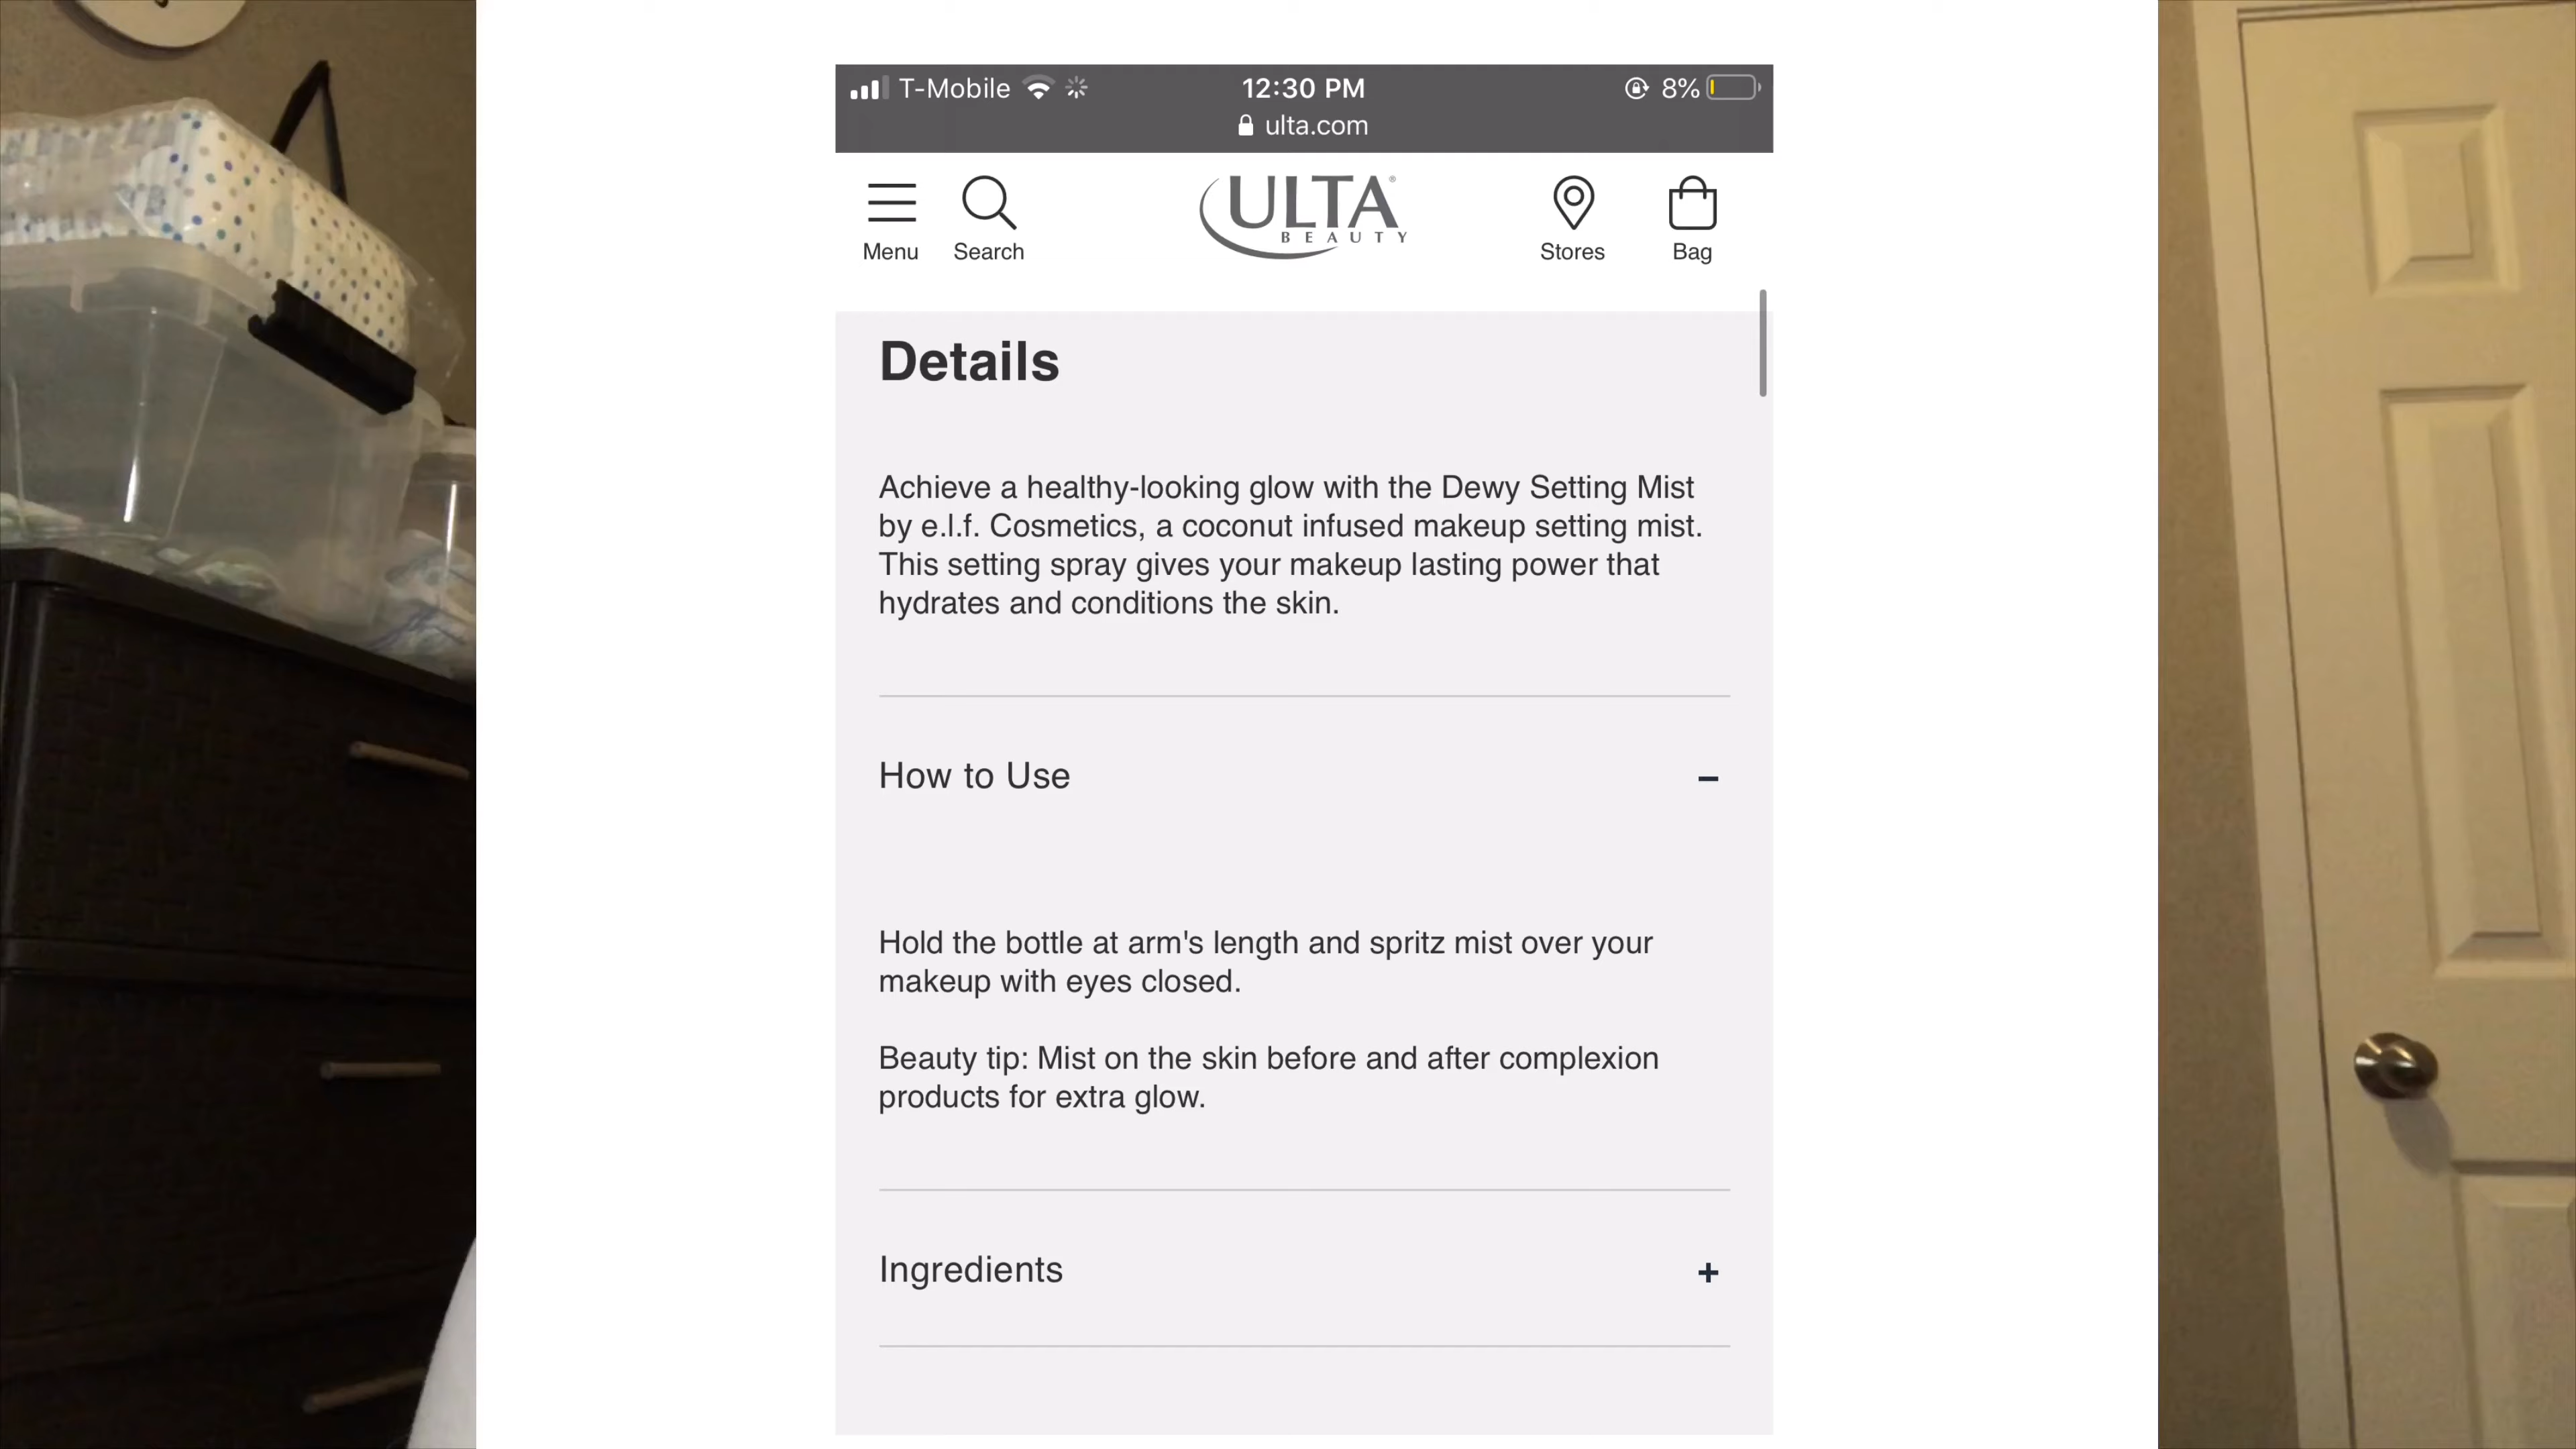 T-Mobile 12:30 PM 8%
ulta.com
Menu Search ULTA BEAUTY Stores Bag
Details
Achieve a healthy-looking glow with the Dewy Setting Mist
by e.l.f. Cosmetics, a coconut infused makeup setting mist.
This setting spray gives your makeup lasting power that
hydrates and conditions the skin.
How to Use −
Hold the bottle at arm's length and spritz mist over your
makeup with eyes closed.
Beauty tip: Mist on the skin before and after complexion
products for extra glow.
Ingredients +